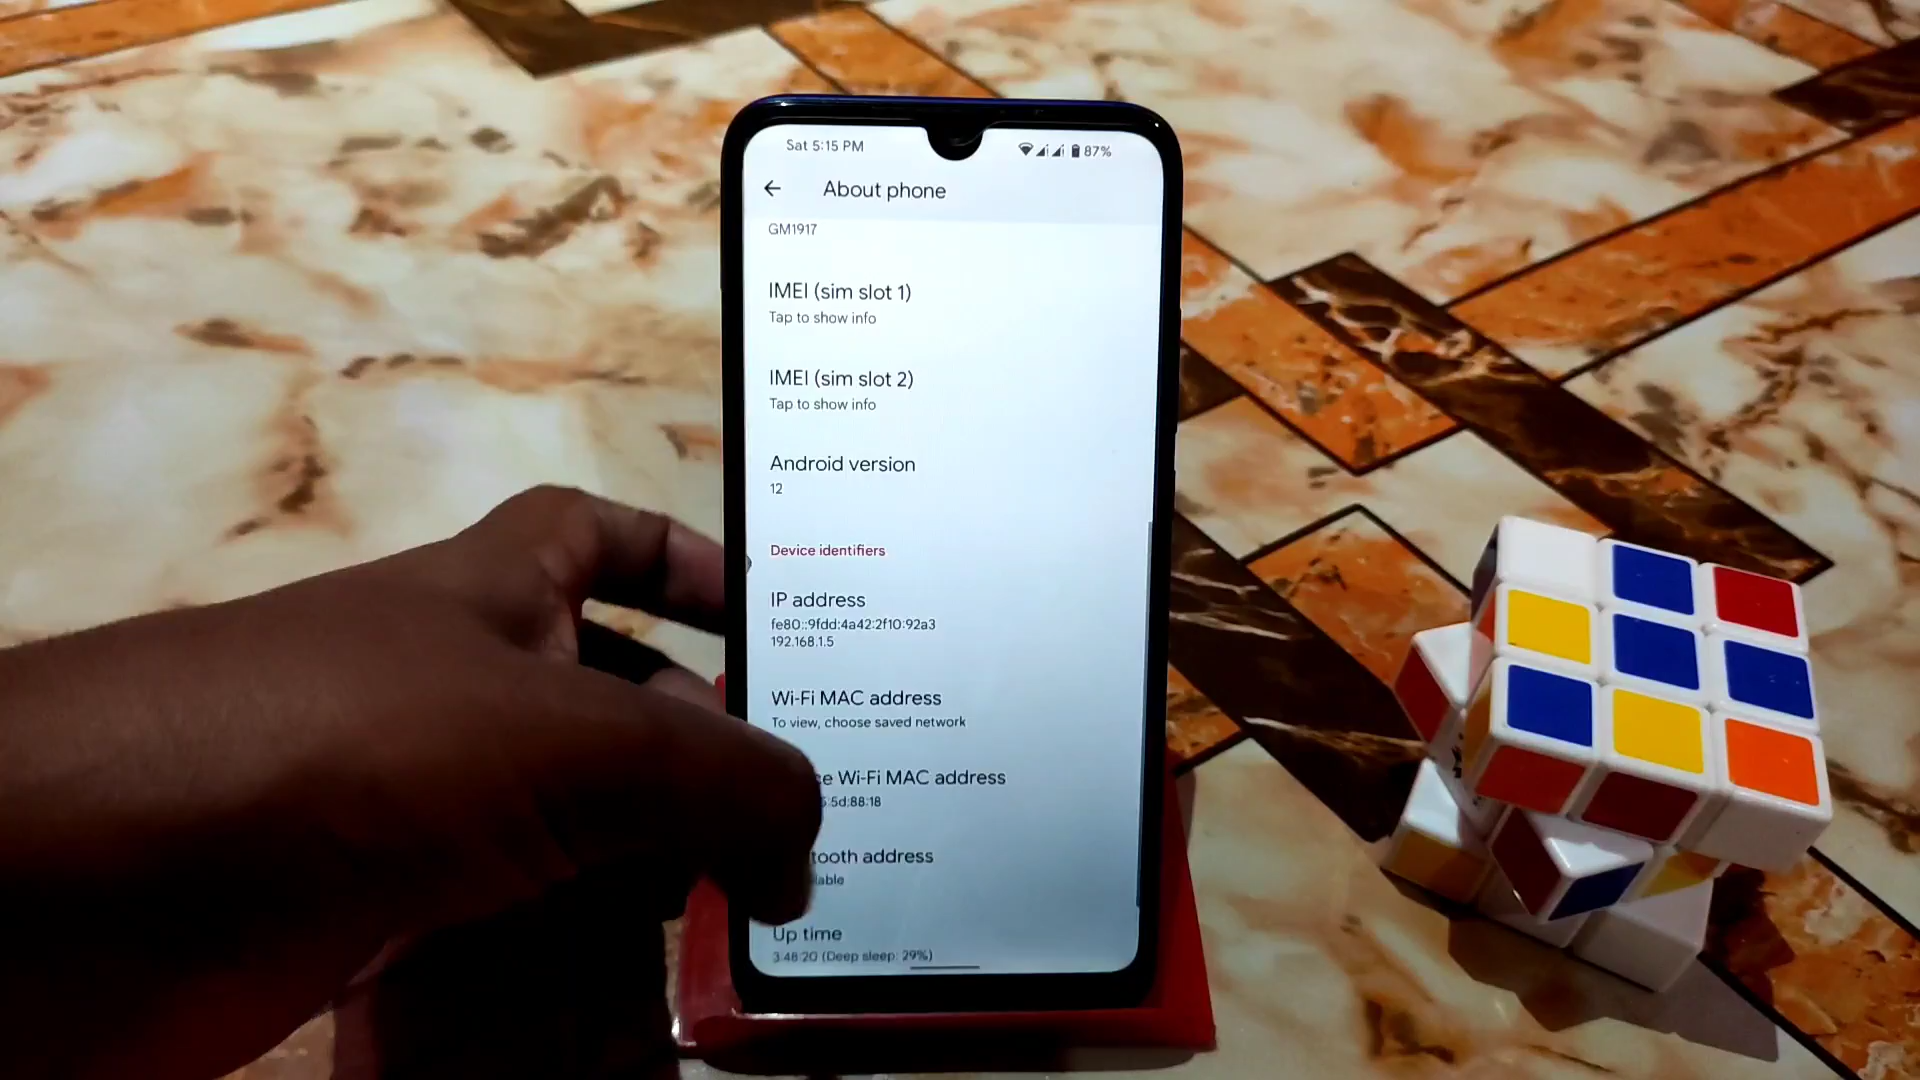 Sat 5:15 PM
87%
About phone
GM1917
IMEI (sim slot 1)
Tap to show info
IMEI (sim slot 2)
Tap to show info
Android version
12
Device identifiers
IP address
fe80::9fdd:4a42:2f10:92a3
192.168.1.5
Wi-Fi MAC address
To view, choose saved network
Wi-Fi MAC address
5d:88:18
address
Up time
3:48:20 (Deep sleep: 29%)